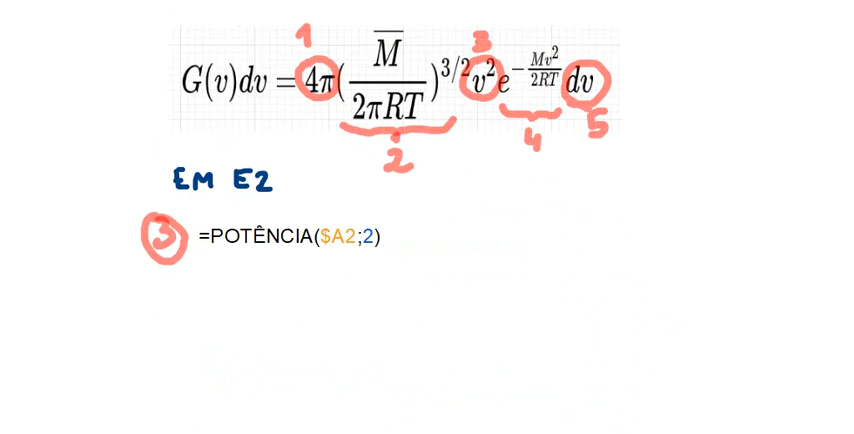 1 3
G(v)dv = 4π(M̅/2πRT)^3/2 v² e^−Mv²/2RT dv
2 4 5
EM E2
3 =POTÊNCIA($A2;2)